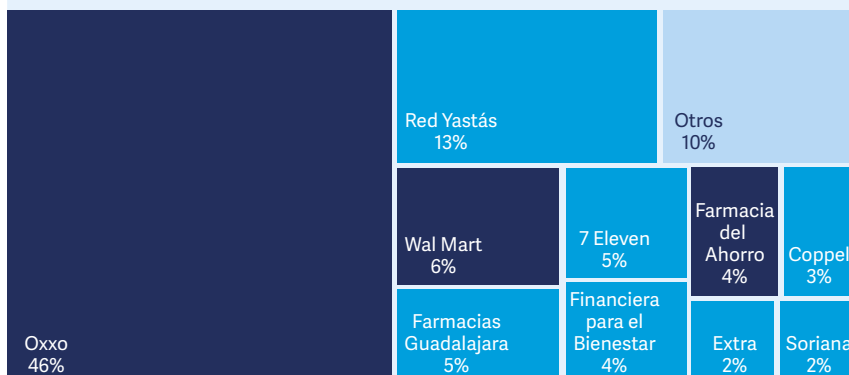 Oxxo
46%
Red Yastás
13%
Otros
10%
Wal Mart
6%
7 Eleven
5%
Farmacia
del
Ahorro
4%
Coppel
3%
Farmacias
Guadalajara
5%
Financiera
para el
Bienestar
4%
Extra
2%
Soriana
2%